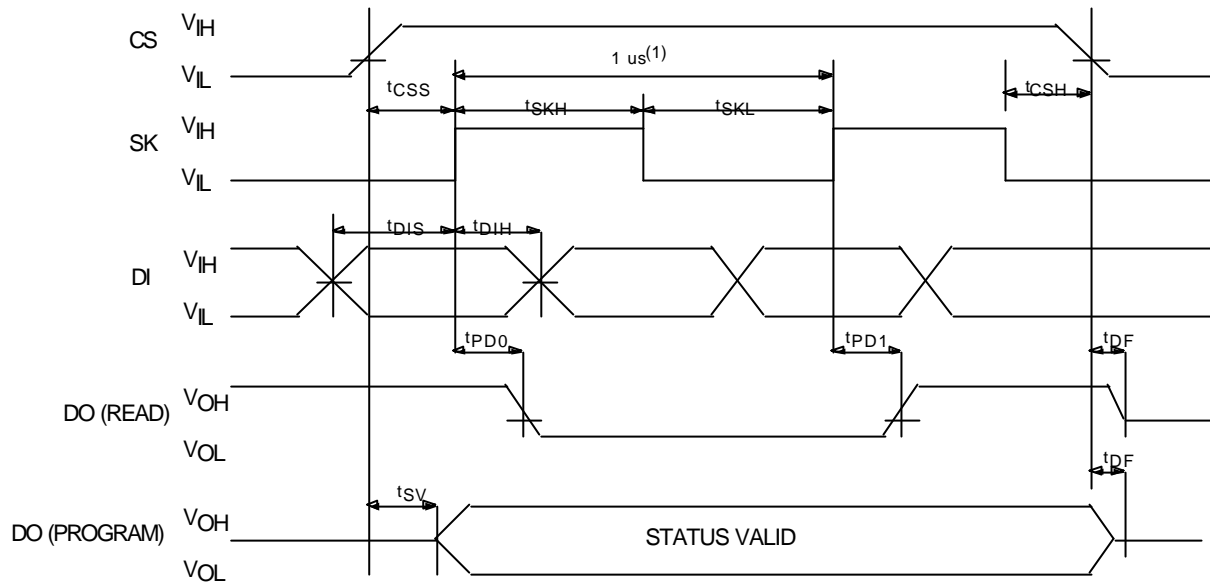 CS
VIH
VIL
1 us(1)
tCSS
tSKH
tSKL
tCSH
SK
VIH
VIL
tDIS
tDIH
DI
VIH
VIL
tPD0
tPD1
tDF
DO (READ)
VOH
VOL
tDF
tSV
DO (PROGRAM)
VOH
STATUS VALID
VOL